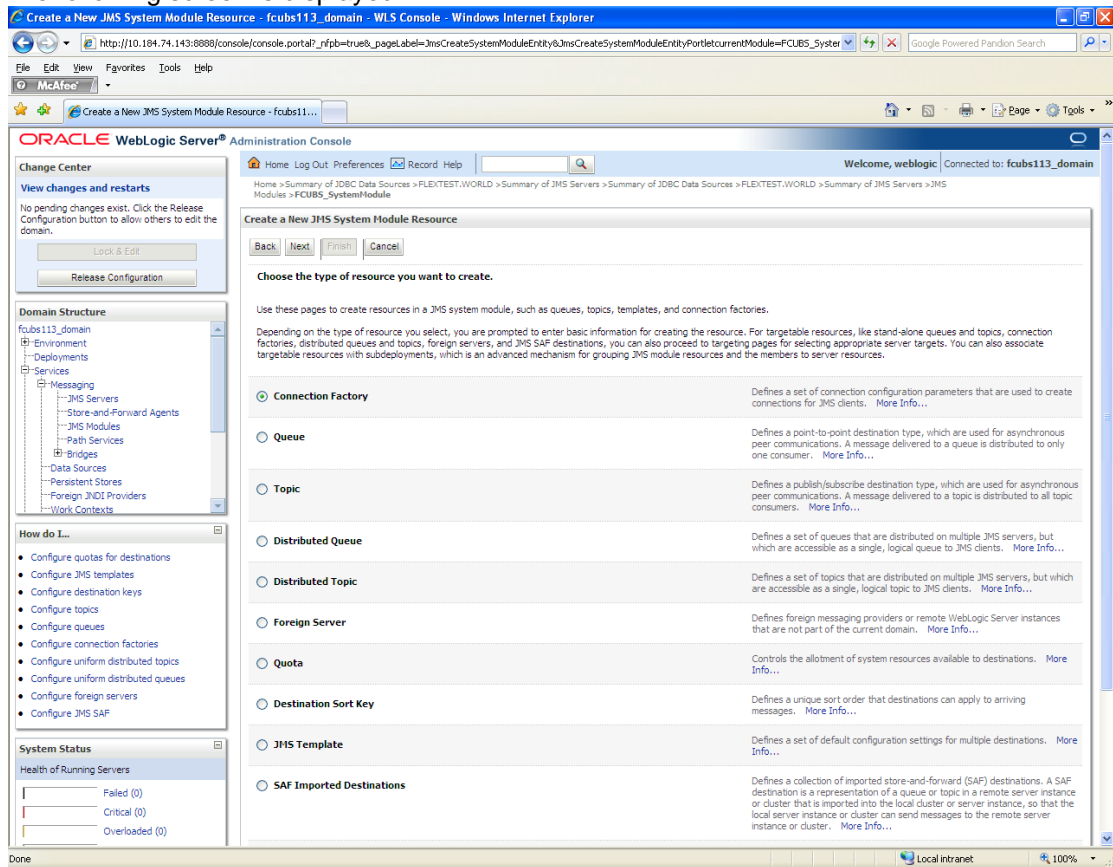 Create a New JMS System Module Resource - fcubs113_domain - WLS Console - Windows Internet Explorer
http://10.184.74.143:8888/console/console.portal?_nfpb=true&_pageLabel=JmsCreateSystemModuleEntity&JmsCreateSystemModuleEntityPortletcurrentModule=FCUBS_System
Google Powered Pandion Search
File Edit View Favorites Tools Help
McAfee
Create a New JMS System Module Resource - fcubs11...
Page Tools
ORACLE WebLogic Server® Administration Console
Change Center
View changes and restarts
No pending changes exist. Click the Release
Configuration button to allow others to edit the
domain.
Lock & Edit
Release Configuration
Domain Structure
fcubs113_domain
Environment
Deployments
Services
Messaging
JMS Servers
Store-and-Forward Agents
JMS Modules
Path Services
Bridges
Data Sources
Persistent Stores
Foreign JNDI Providers
Work Contexts
How do I...
Configure quotas for destinations
Configure JMS templates
Configure destination keys
Configure topics
Configure queues
Configure connection factories
Configure uniform distributed topics
Configure uniform distributed queues
Configure foreign servers
Configure JMS SAF
System Status
Health of Running Servers
Failed (0)
Critical (0)
Overloaded (0)
Home Log Out Preferences Record Help
Welcome, weblogic Connected to: fcubs113_domain
Home >Summary of JDBC Data Sources >FLEXTEST.WORLD >Summary of JMS Servers >Summary of JDBC Data Sources >FLEXTEST.WORLD >Summary of JMS Servers >JMS
Modules >FCUBS_SystemModule
Create a New JMS System Module Resource
Back Next Finish Cancel
Choose the type of resource you want to create.
Use these pages to create resources in a JMS system module, such as queues, topics, templates, and connection factories.
Depending on the type of resource you select, you are prompted to enter basic information for creating the resource. For targetable resources, like stand-alone queues and topics, connection
factories, distributed queues and topics, foreign servers, and JMS SAF destinations, you can also proceed to targeting pages for selecting appropriate server targets. You can also associate
targetable resources with subdeployments, which is an advanced mechanism for grouping JMS module resources and the members to server resources.
Connection Factory
Defines a set of connection configuration parameters that are used to create
connections for JMS clients. More Info...
Queue
Defines a point-to-point destination type, which are used for asynchronous
peer communications. A message delivered to a queue is distributed to only
one consumer. More Info...
Topic
Defines a publish/subscribe destination type, which are used for asynchronous
peer communications. A message delivered to a topic is distributed to all topic
consumers. More Info...
Distributed Queue
Defines a set of queues that are distributed on multiple JMS servers, but
which are accessible as a single, logical queue to JMS clients. More Info...
Distributed Topic
Defines a set of topics that are distributed on multiple JMS servers, but which
are accessible as a single, logical topic to JMS clients. More Info...
Foreign Server
Defines foreign messaging providers or remote WebLogic Server instances
that are not part of the current domain. More Info...
Quota
Controls the allotment of system resources available to destinations. More
Info...
Destination Sort Key
Defines a unique sort order that destinations can apply to arriving
messages. More Info...
JMS Template
Defines a set of default configuration settings for multiple destinations. More
Info...
SAF Imported Destinations
Defines a collection of imported store-and-forward (SAF) destinations. A SAF
destination is a representation of a queue or topic in a remote server instance
or cluster that is imported into the local cluster or server instance, so that the
local server instance or cluster can send messages to the remote server
instance or cluster. More Info...
Done
Local intranet
100%